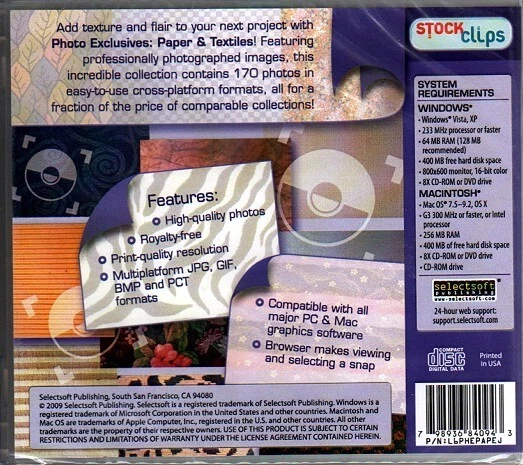 Add texture and flair to your next project with
Photo Exclusives: Paper & Textiles! Featuring
professionally photographed images, this
incredible collection contains 170 photos in
easy-to-use cross-platform formats, all for a
fraction of the price of comparable collections!
Features:
High-quality photos
Royalty-free
Print-quality resolution
Multiplatform JPG, GIF,
BMP and PCT
formats
Compatible with all
major PC & Mac
graphics software
Browser makes viewing
and selecting a snap
STOCK
clips
SYSTEM
REQUIREMENTS
WINDOWS®
• Windows® Vista, XP
• 233 MHz processor or faster
• 64 MB RAM (128 MB
recommended)
• 400 MB free hard disk space
• 800x600 monitor, 16-bit color
• 8X CD-ROM or DVD drive
MACINTOSH®
• Mac OS® 7.5–9.2, OS X
• G3 300 MHz or faster, or Intel
processor
• 256 MB RAM
• 400 MB of free hard disk space
• 8X CD-ROM or DVD drive
• CD-ROM drive
selectsoft
publishing
www.selectsoft.com
24-hour web support:
support.selectsoft.com
COMPACT
disc
DIGITAL DATA
Printed
in USA
Selectsoft Publishing, South San Francisco, CA 94080
© 2009 Selectsoft Publishing. Selectsoft is a registered trademark of Selectsoft Publishing. Windows is a
registered trademark of Microsoft Corporation in the United States and other countries. Macintosh and
Mac OS are trademarks of Apple Computer, Inc., registered in the U.S. and other countries. All other
trademarks are the property of their respective owners. USE OF THIS PRODUCT IS SUBJECT TO CERTAIN
RESTRICTIONS AND LIMITATIONS OF WARRANTY UNDER THE LICENSE AGREEMENT CONTAINED HEREIN.
7 98936 84094 3
P/N:L6PHEPAPEJ